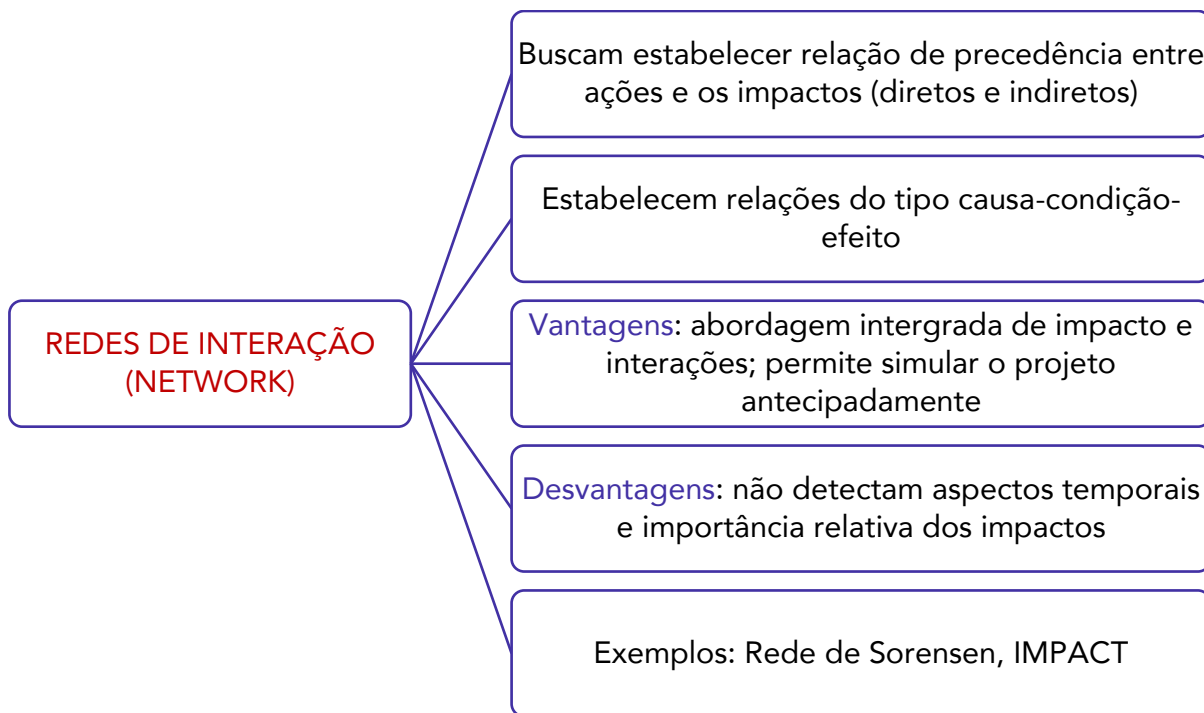 Buscam estabelecer relação de precedência entre
ações e os impactos (diretos e indiretos)
Estabelecem relações do tipo causa-condição-
efeito
REDES DE INTERAÇÃO
(NETWORK)
Vantagens: abordagem intergrada de impacto e
interações; permite simular o projeto
antecipadamente
Desvantagens: não detectam aspectos temporais
e importância relativa dos impactos
Exemplos: Rede de Sorensen, IMPACT